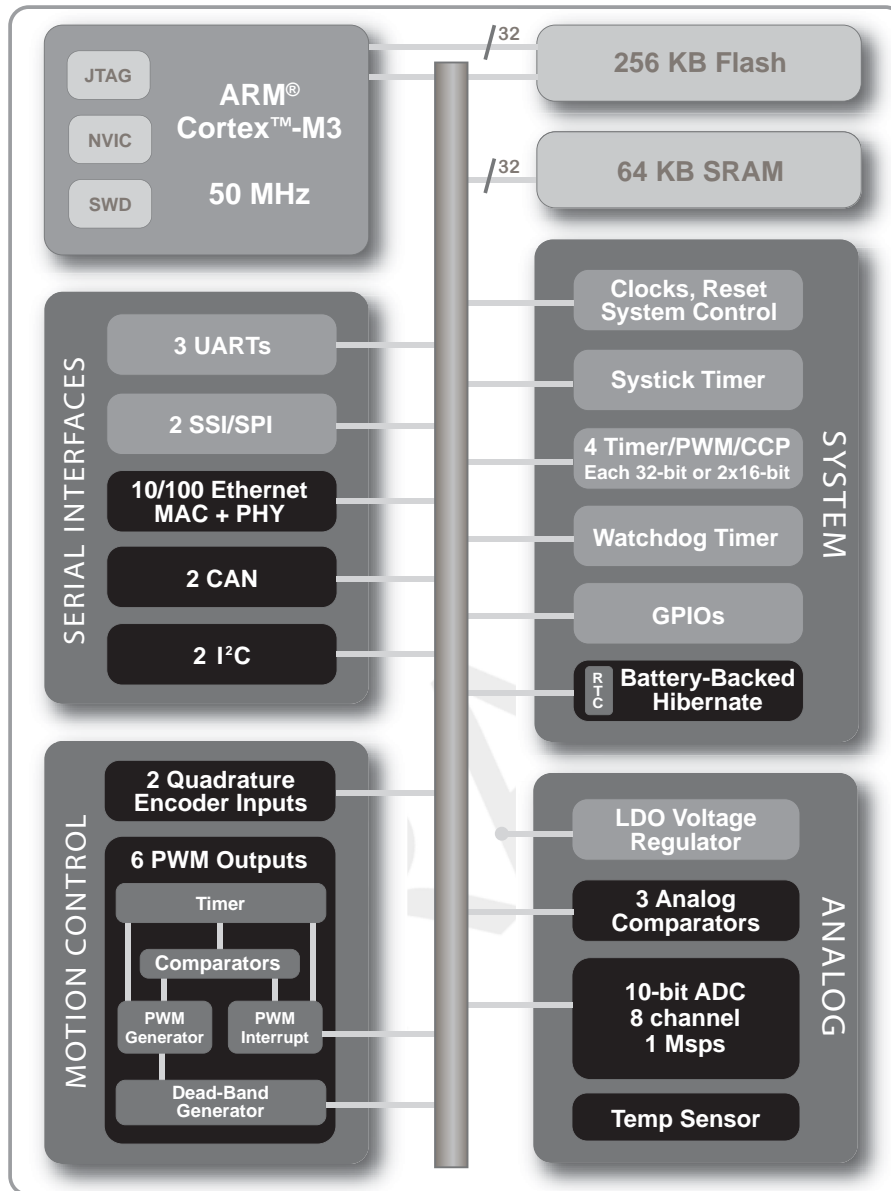 JTAG
NVIC
SWD
ARM®
Cortex™-M3
50 MHz
32
256 KB Flash
32
64 KB SRAM
SERIAL INTERFACES
3 UARTs
2 SSI/SPI
10/100 Ethernet
MAC + PHY
2 CAN
2 I²C
SYSTEM
Clocks, Reset
System Control
Systick Timer
4 Timer/PWM/CCP
Each 32-bit or 2x16-bit
Watchdog Timer
GPIOs
RTC
Battery-Backed
Hibernate
MOTION CONTROL
2 Quadrature
Encoder Inputs
6 PWM Outputs
Timer
Comparators
PWM
Generator
PWM
Interrupt
Dead-Band
Generator
ANALOG
LDO Voltage
Regulator
3 Analog
Comparators
10-bit ADC
8 channel
1 Msps
Temp Sensor